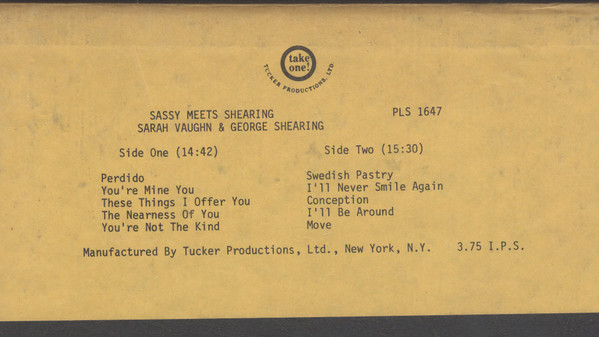 take
one!
TUCKER PRODUCTIONS, LTD.
SASSY MEETS SHEARING PLS 1647
SARAH VAUGHN & GEORGE SHEARING
Side One (14:42) Side Two (15:30)
Perdido Swedish Pastry
You're Mine You I'll Never Smile Again
These Things I Offer You Conception
The Nearness Of You I'll Be Around
You're Not The Kind Move
Manufactured By Tucker Productions, Ltd., New York, N.Y. 3.75 I.P.S.